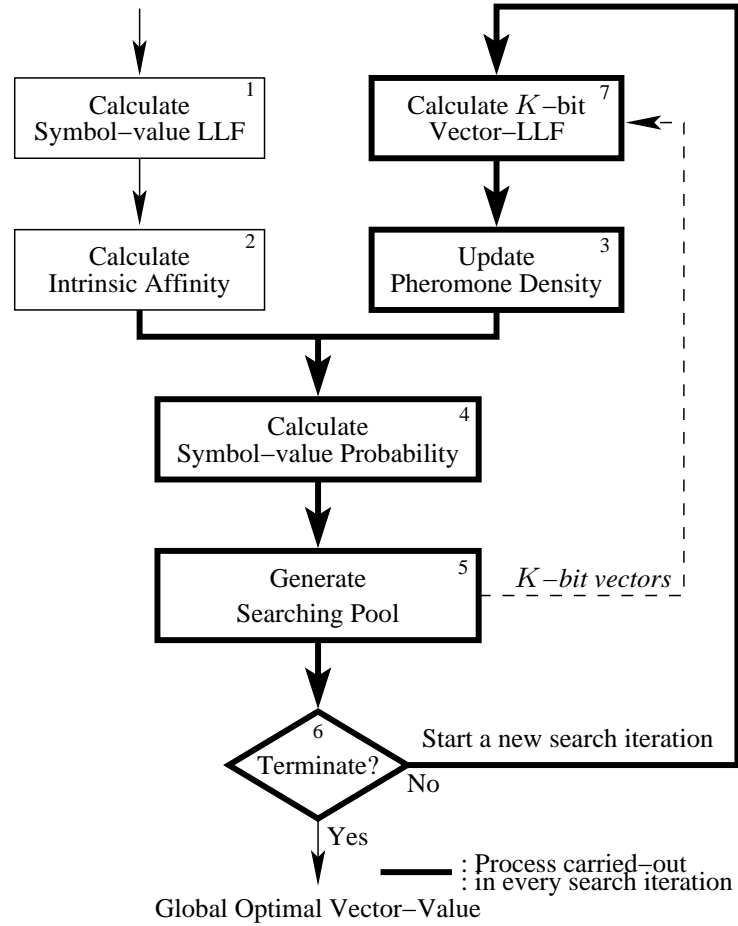 1
Calculate
Symbol−value LLF
7
Calculate K−bit
Vector−LLF
2
Calculate
Intrinsic Affinity
3
Update
Pheromone Density
4
Calculate
Symbol−value Probability
5
Generate
Searching Pool
K−bit vectors
6
Terminate?
Start a new search iteration
No
Yes
: Process carried−out
: in every search iteration
Global Optimal Vector−Value